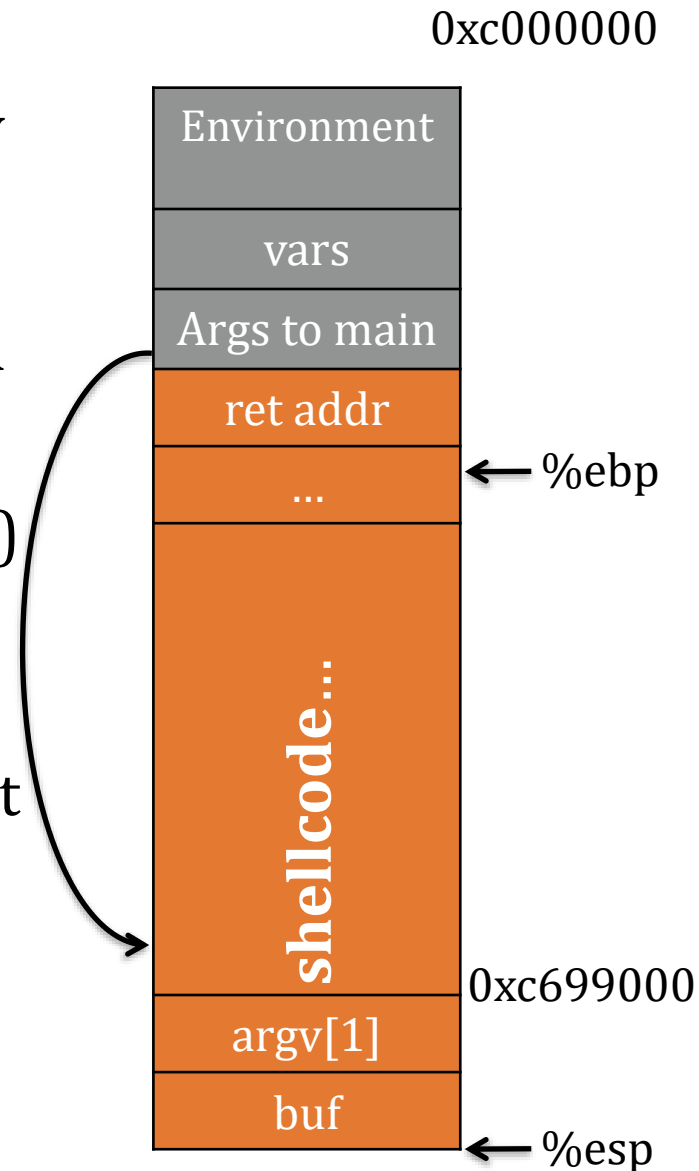 0xc000000
Environment
vars
Args to main
ret addr
%ebp
...
shellcode...
0xc699000
argv[1]
buf
%esp